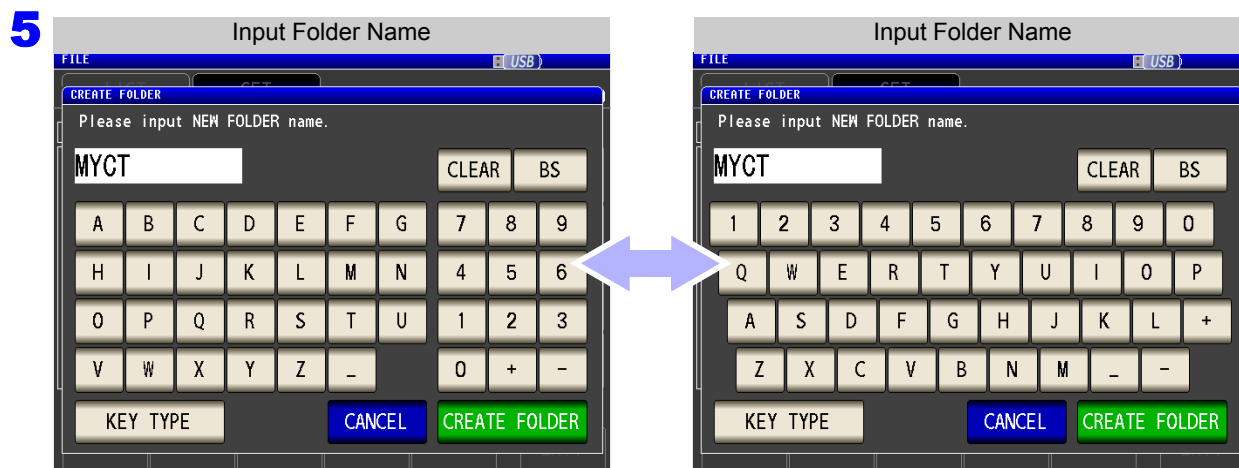 5
Input Folder Name
FILE
USB
CREATE FOLDER
Please input NEW FOLDER name.
MYCT
CLEAR BS
A B C D E F G 7 8 9
H I J K L M N 4 5 6
O P Q R S T U 1 2 3
V W X Y Z _ 0 + -
KEY TYPE CANCEL CREATE FOLDER
Input Folder Name
FILE
USB
CREATE FOLDER
Please input NEW FOLDER name.
MYCT
CLEAR BS
1 2 3 4 5 6 7 8 9 0
Q W E R T Y U I O P
A S D F G H J K L +
Z X C V B N M _ -
KEY TYPE CANCEL CREATE FOLDER